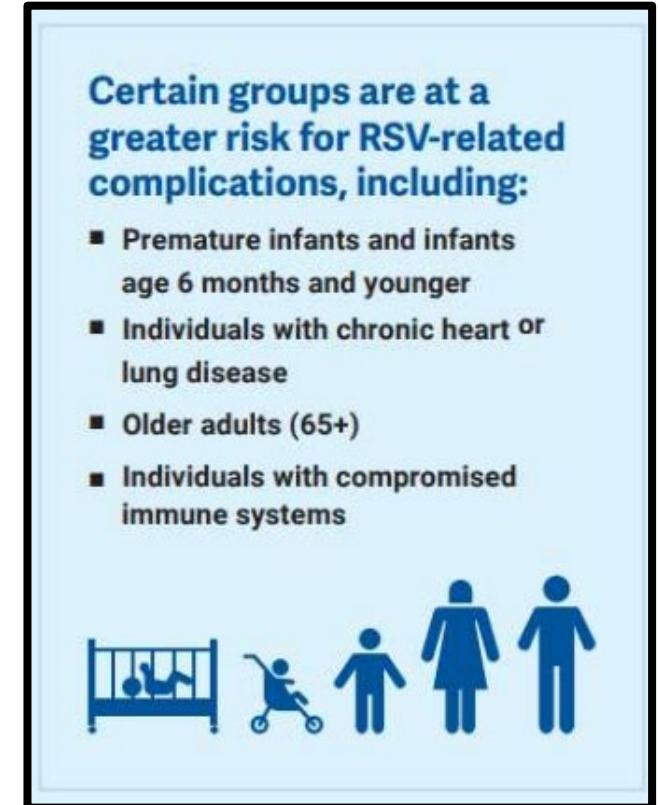 Certain groups are at a
greater risk for RSV-related
complications, including:
▪ Premature infants and infants
age 6 months and younger
▪ Individuals with chronic heart or
lung disease
▪ Older adults (65+)
▪ Individuals with compromised
immune systems